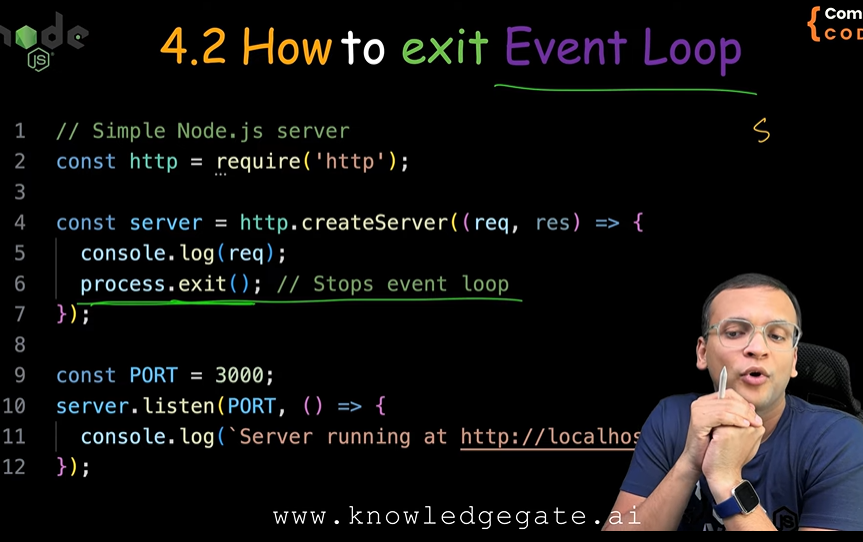 node
JS
4.2 How to exit Event Loop
Com
COD
S
1 // Simple Node.js server
2 const http = require('http');
3
4 const server = http.createServer((req, res) => {
5 console.log(req);
6 process.exit(); // Stops event loop
7 });
8
9 const PORT = 3000;
10 server.listen(PORT, () => {
11 console.log(`Server running at http://localhos
12 });
www.knowledgegate.ai
JS